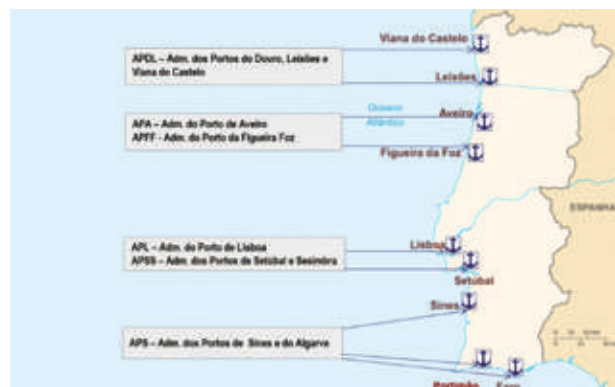 Viana do Castelo
APDL – Adm. dos Portos do Douro, Leixões e
Viana do Castelo
Leixões
Oceano
Atlântico
Aveiro
APA – Adm. do Porto de Aveiro
APFF - Adm. do Porto da Figueira Foz
Figueira da Foz
ESPANHA
Lisboa
APL – Adm. do Porto de Lisboa
APSS – Adm. dos Portos de Setúbal e Sesimbra
Setúbal
Sines
APS – Adm. dos Portos de Sines e do Algarve
Portimão
Faro